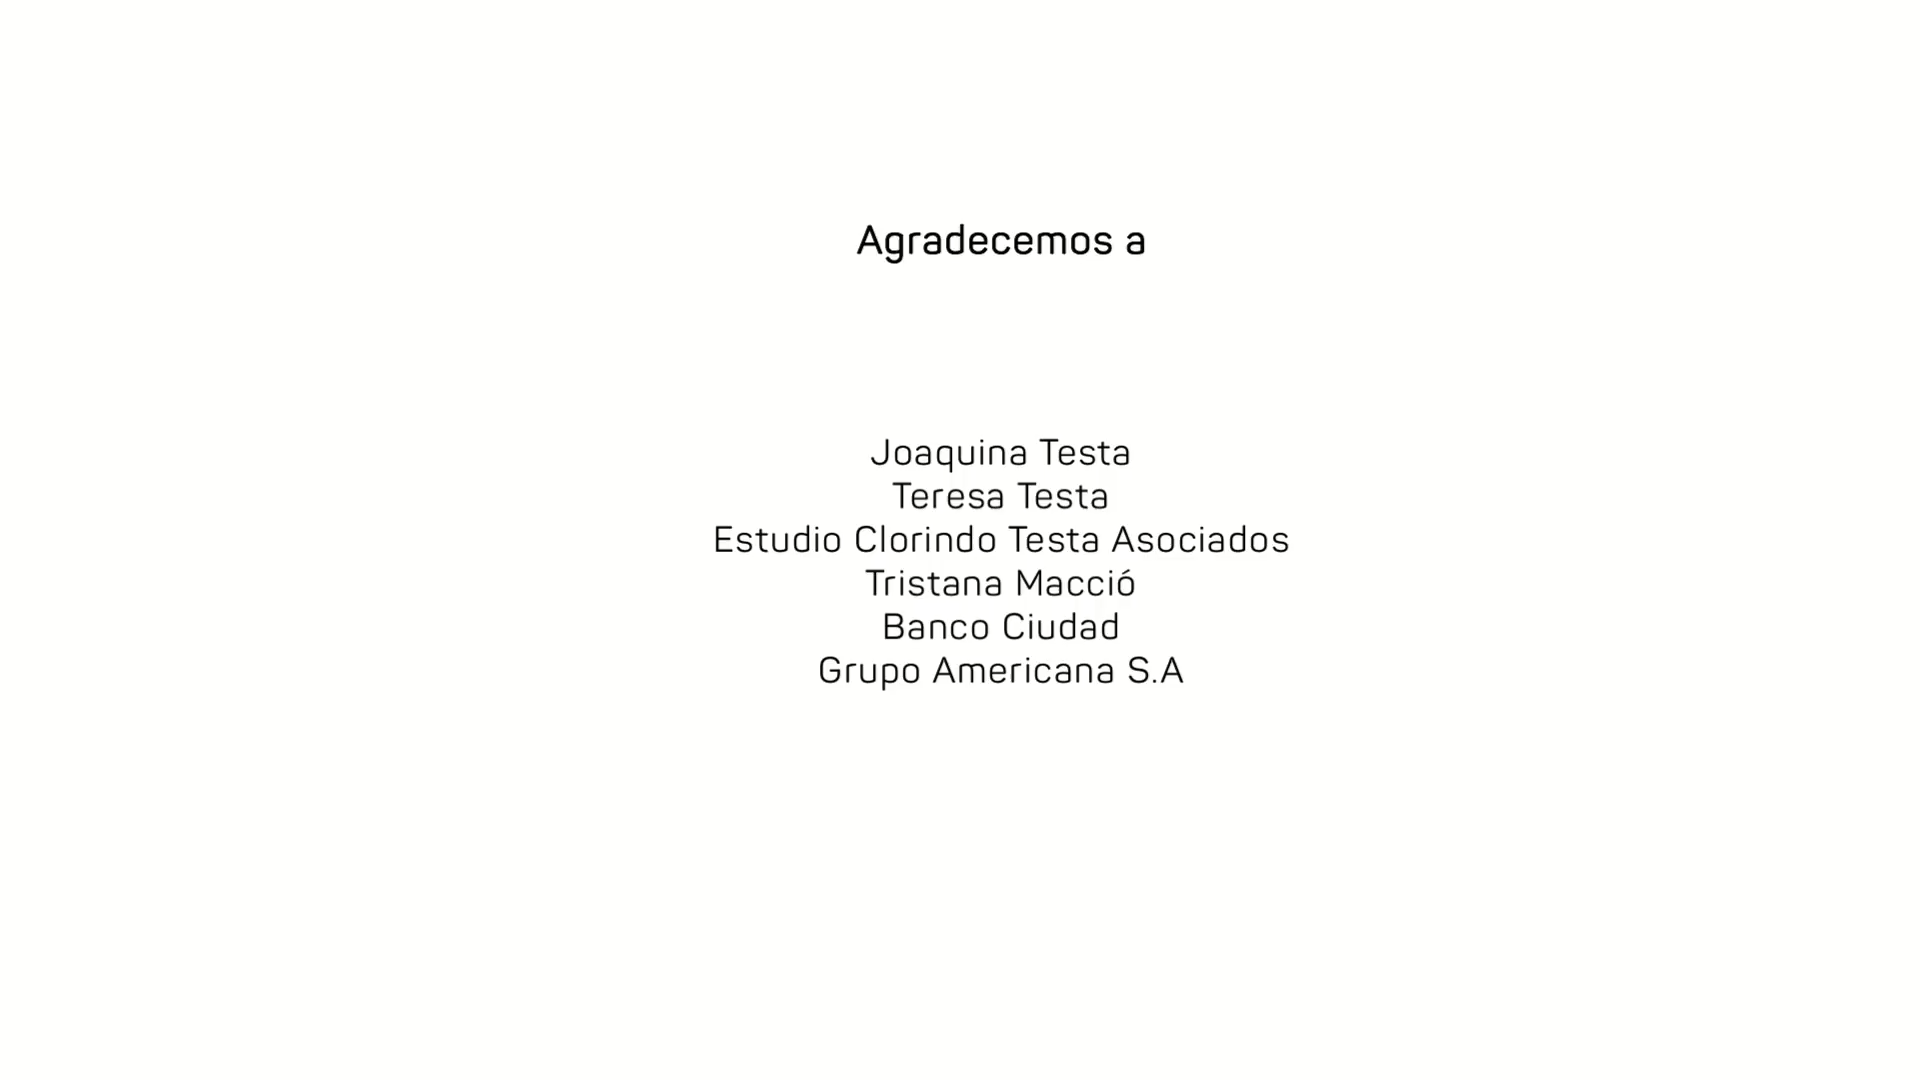 Agradecemos a
Joaquina Testa
Teresa Testa
Estudio Clorindo Testa Asociados
Tristana Macció
Banco Ciudad
Grupo Americana S.A